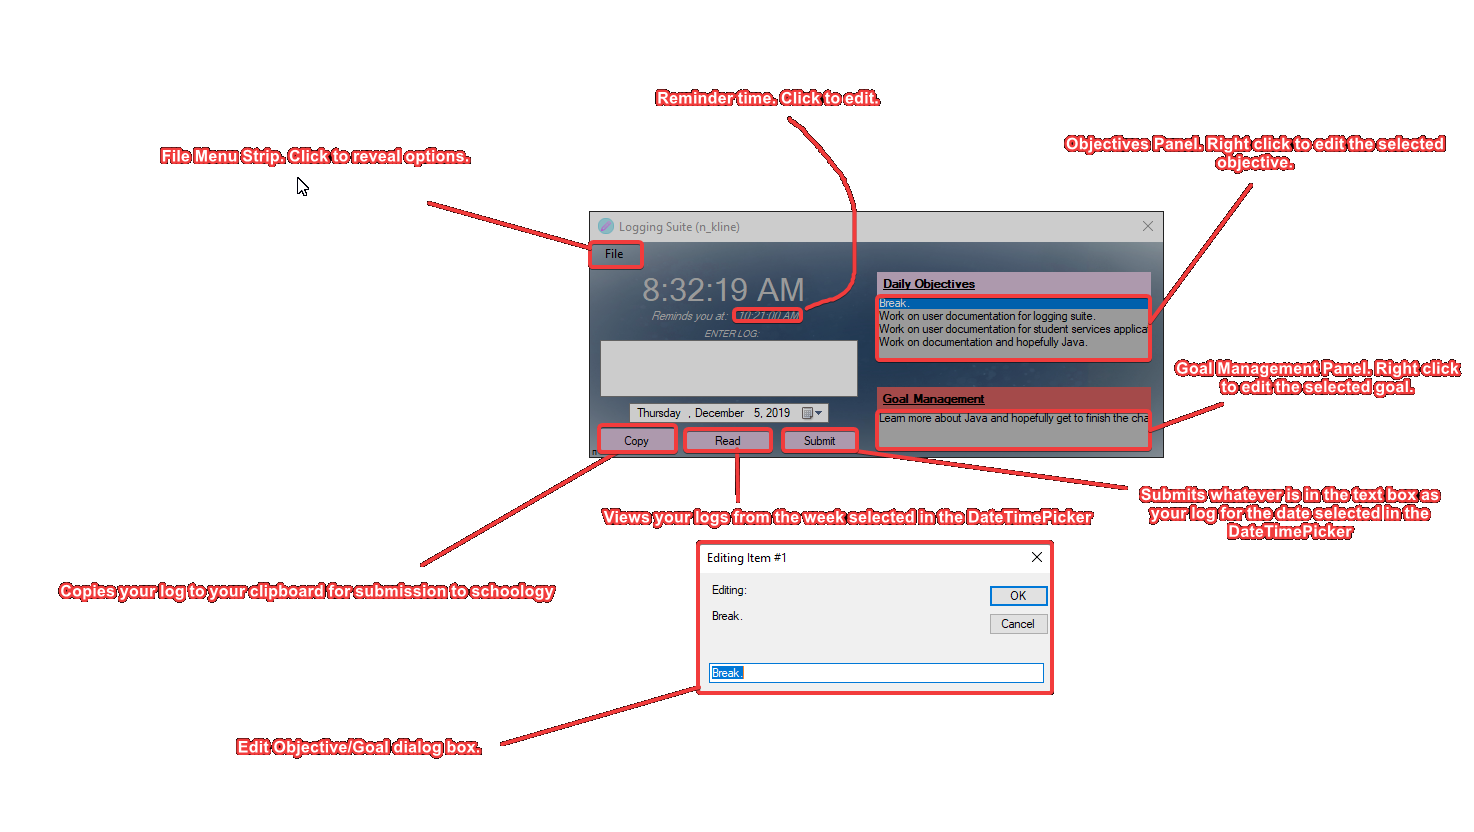 Reminder time. Click to edit.
File Menu Strip. Click to reveal options.
Objectives Panel. Right click to edit the selected
objective.
Logging Suite (n_kline)
File
8:32:19 AM
Reminds you at: 10:21:00 AM
ENTER LOG:
Daily Objectives
Break.
Work on user documentation for logging suite.
Work on user documentation for student services applica
Work on documentation and hopefully Java.
Goal Management Panel. Right click
to edit the selected goal.
Goal Management
Learn more about Java and hopefully get to finish the cha
Thursday , December 5, 2019
Copy
Read
Submit
n
Submits whatever is in the text box as
your log for the date selected in the
DateTimePicker
Views your logs from the week selected in the DateTimePicker
Copies your log to your clipboard for submission to schoology
Editing Item #1
Editing:
OK
Break.
Cancel
Break.
Edit Objective/Goal dialog box.